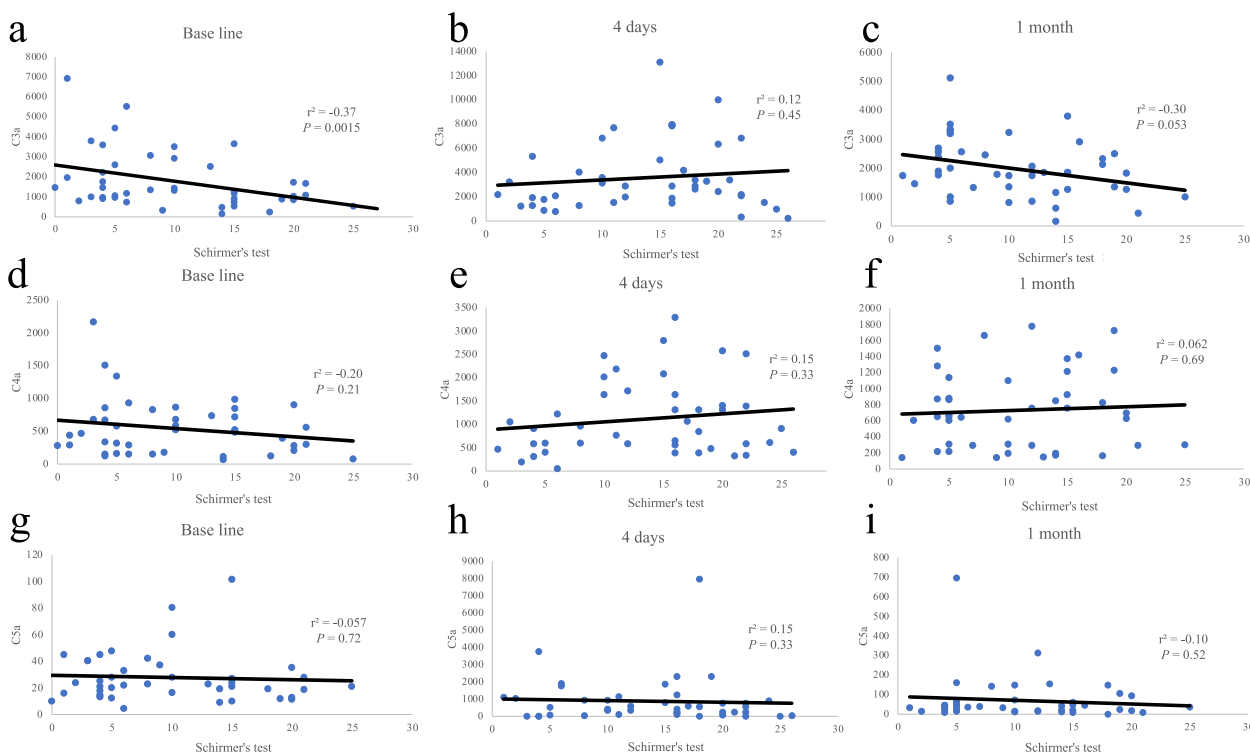 a
Base line
8000
7000
6000
5000
4000
3000
2000
1000
0
C3a
r² = -0.37
P = 0.0015
0 5 10 15 20 25 30
Schirmer's test
b
4 days
14000
12000
10000
8000
6000
4000
2000
0
C3a
r² = 0.12
P = 0.45
0 5 10 15 20 25 30
Schirmer's test
c
1 month
6000
5000
4000
3000
2000
1000
0
C3a
r² = -0.30
P = 0.053
0 5 10 15 20 25 30
Schirmer's test
d
Base line
2500
2000
1500
1000
500
0
C4a
r² = -0.20
P = 0.21
0 5 10 15 20 25 30
Schirmer's test
e
4 days
3500
3000
2500
2000
1500
1000
500
0
C4a
r² = 0.15
P = 0.33
0 5 10 15 20 25 30
Schirmer's test
f
1 month
2000
1800
1600
1400
1200
1000
800
600
400
200
0
C4a
r² = 0.062
P = 0.69
0 5 10 15 20 25 30
Schirmer's test
g
Base line
120
100
80
60
40
20
0
C5a
r² = -0.057
P = 0.72
0 5 10 15 20 25 30
Schirmer's test
h
4 days
9000
8000
7000
6000
5000
4000
3000
2000
1000
0
C5a
r² = 0.15
P = 0.33
0 5 10 15 20 25 30
Schirmer's test
i
1 month
800
700
600
500
400
300
200
100
0
C5a
r² = -0.10
P = 0.52
0 5 10 15 20 25 30
Schirmer's test